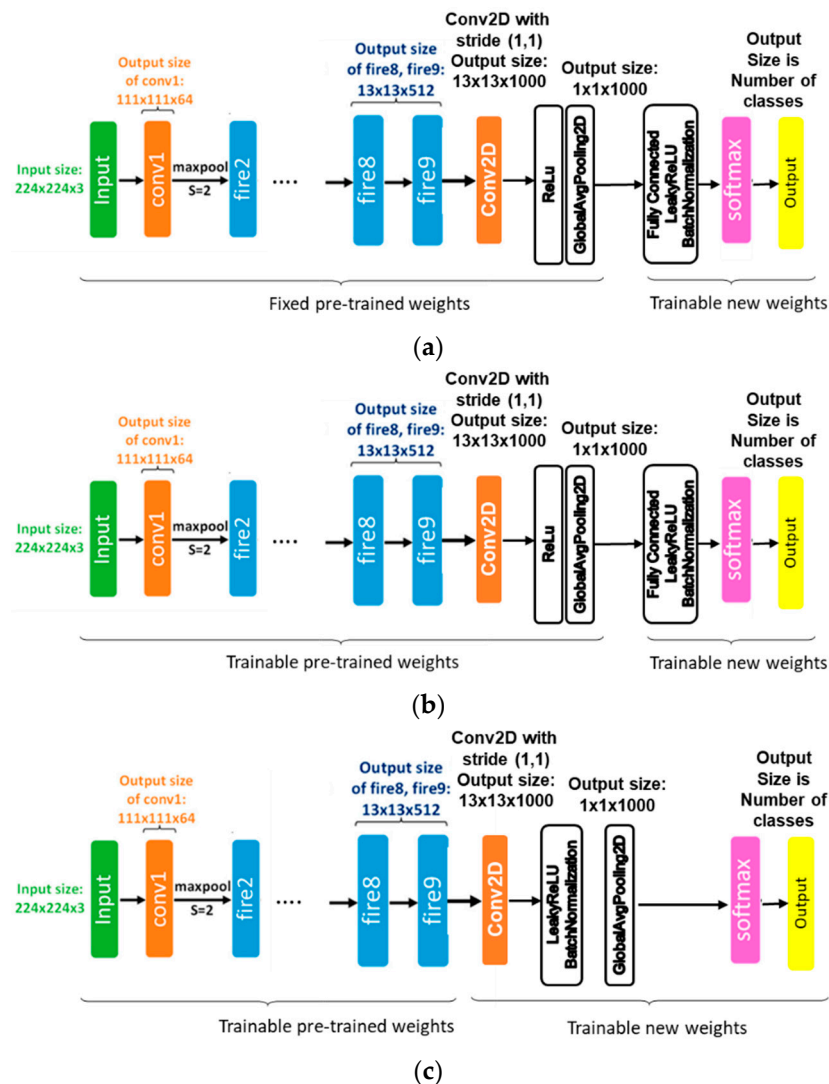 Conv2D with
stride (1,1)
Output size:
13x13x1000
Output size
of conv1:
111x111x64
Output size
of fire8, fire9:
13x13x512
Output size:
1x1x1000
Output
Size is
Number of
classes
Input size:
224x224x3
Input
conv1
maxpool
S=2
fire2
....
fire8
fire9
Conv2D
ReLu
GlobalAvgPooling2D
Fully Connected
LeakyReLU
BatchNormalization
softmax
Output
Fixed pre-trained weights
Trainable new weights
(a)
Conv2D with
stride (1,1)
Output size:
13x13x1000
Output size
of conv1:
111x111x64
Output size
of fire8, fire9:
13x13x512
Output size:
1x1x1000
Output
Size is
Number of
classes
Input size:
224x224x3
Input
conv1
maxpool
S=2
fire2
....
fire8
fire9
Conv2D
ReLu
GlobalAvgPooling2D
Fully Connected
LeakyReLU
BatchNormalization
softmax
Output
Trainable pre-trained weights
Trainable new weights
(b)
Conv2D with
stride (1,1)
Output size:
13x13x1000
Output size
of conv1:
111x111x64
Output size
of fire8, fire9:
13x13x512
Output size:
1x1x1000
Output
Size is
Number of
classes
Input size:
224x224x3
Input
conv1
maxpool
S=2
fire2
....
fire8
fire9
Conv2D
LeakyReLU
BatchNormalization
GlobalAvgPooling2D
softmax
Output
Trainable pre-trained weights
Trainable new weights
(c)